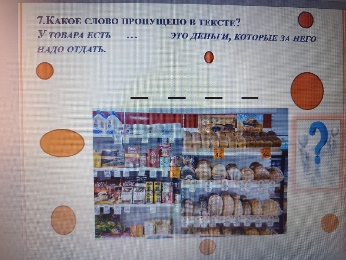 7.КАКОЕ СЛОВО ПРОПУЩЕНО В ТЕКСТЕ?
У ТОВАРА ЕСТЬ ... ЭТО ДЕНЬГИ, КОТОРЫЕ ЗА НЕГО
НАДО ОТДАТЬ.